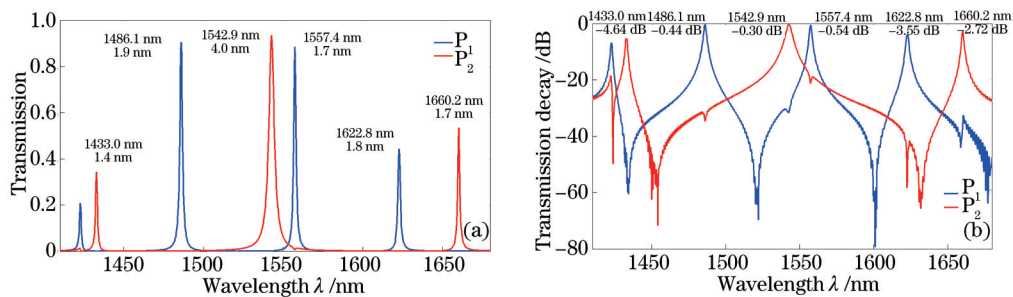 1.0
0.8
0.6
0.4
0.2
0
Transmission
1486.1 nm
1.9 nm
1542.9 nm
4.0 nm
1557.4 nm
1.7 nm
P1
P2
1660.2 nm
1.7 nm
1433.0 nm
1.4 nm
1622.8 nm
1.8 nm
(a)
1450 1500 1550 1600 1650
Wavelength λ /nm
0
−20
−40
−60
−80
Transmission decay /dB
1433.0 nm 1486.1 nm 1542.9 nm 1557.4 nm 1622.8 nm 1660.2 nm
−4.64 dB −0.44 dB −0.30 dB −0.54 dB −3.55 dB −2.72 dB
P1
P2
(b)
1450 1500 1550 1600 1650
Wavelength λ /nm